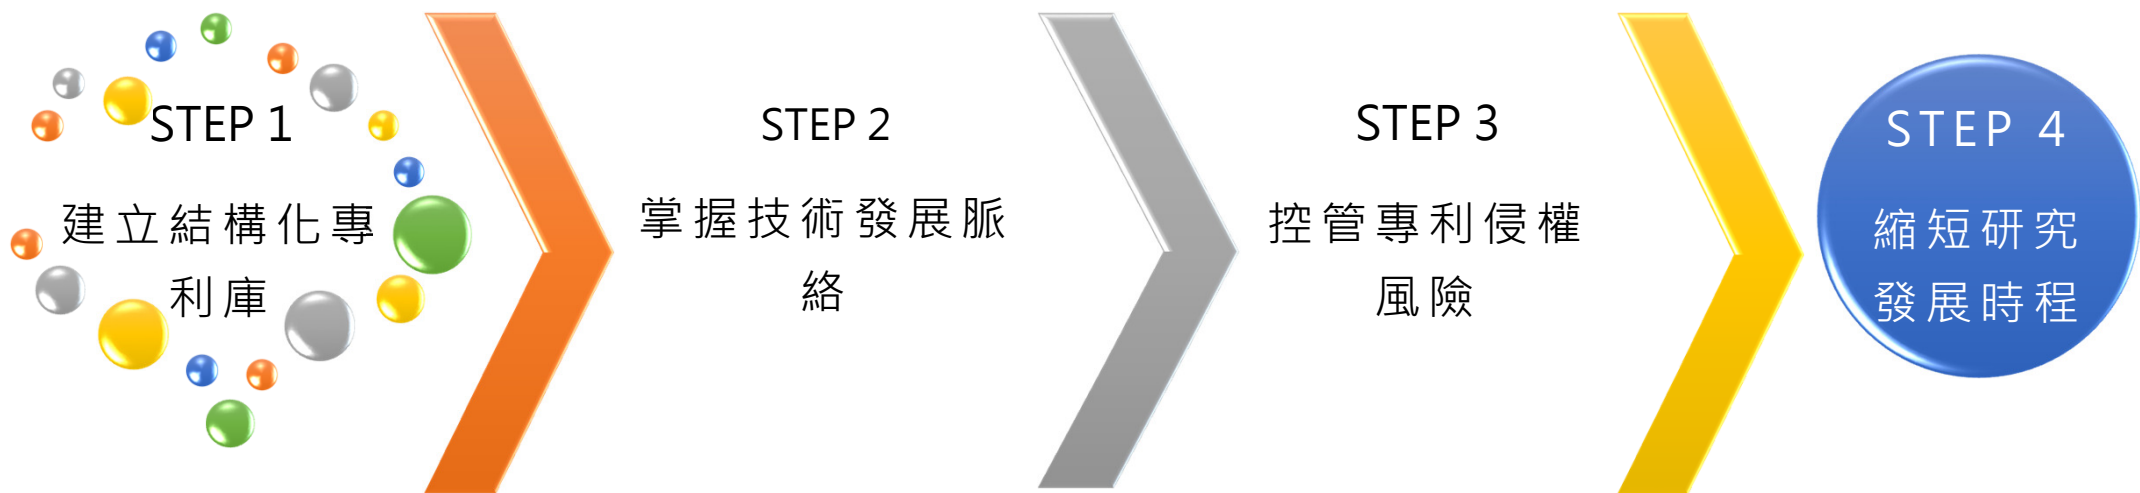 STEP 1
建立結構化專
利庫
STEP 2
掌握技術發展脈
絡
STEP 3
控管專利侵權
風險
STEP 4
縮短研究
發展時程